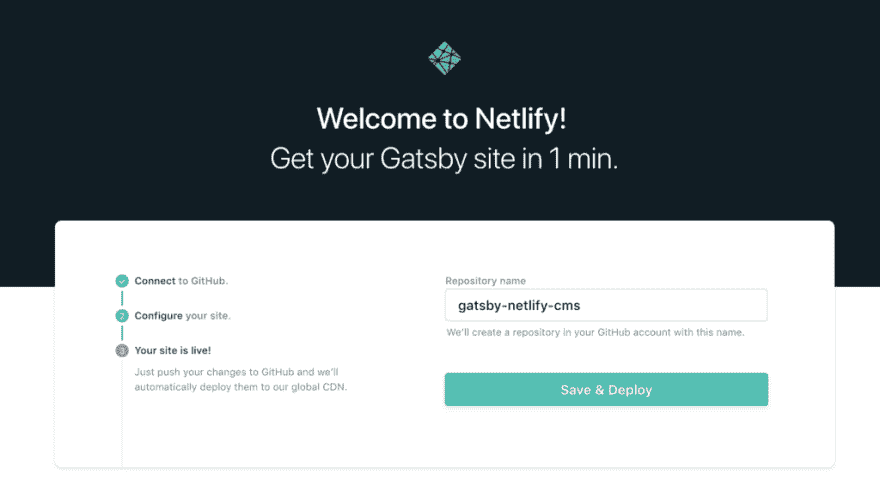 Welcome to Netlify!
Get your Gatsby site in 1 min.
Connect to GitHub.
2
Configure your site.
3
Your site is live!
Just push your changes to GitHub and we'll
automatically deploy them to our global CDN.
Repository name
gatsby-netlify-cms
We'll create a repository in your GitHub account with this name.
Save & Deploy